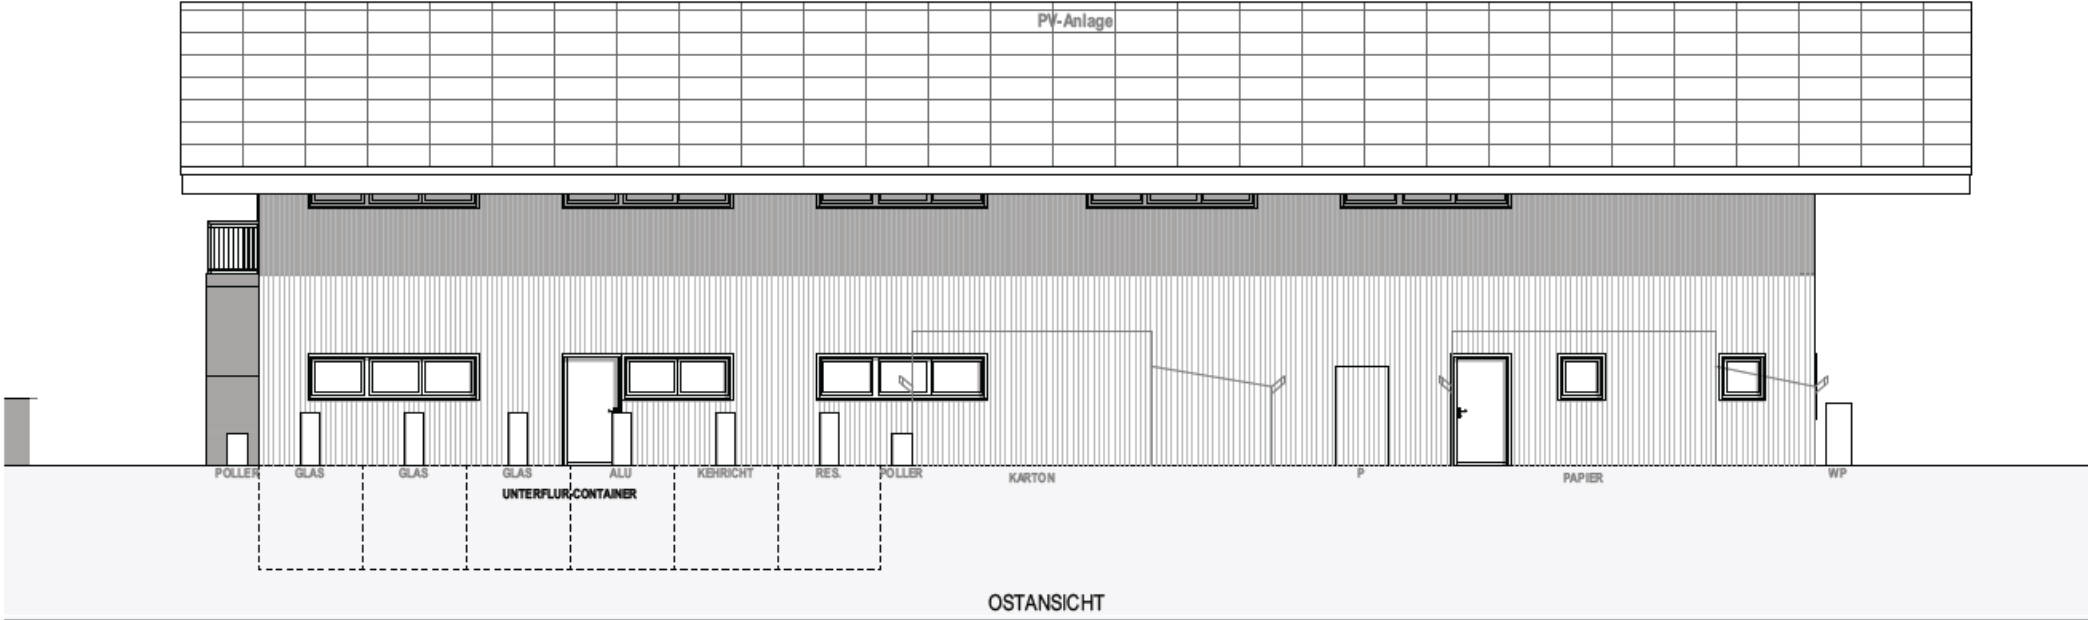 PV-Anlage
POLLER GLAS GLAS GLAS ALU KEHRICHT RES. POLLER KARTON P PAPIER WP
UNTERFLUR-CONTAINER
OSTANSICHT